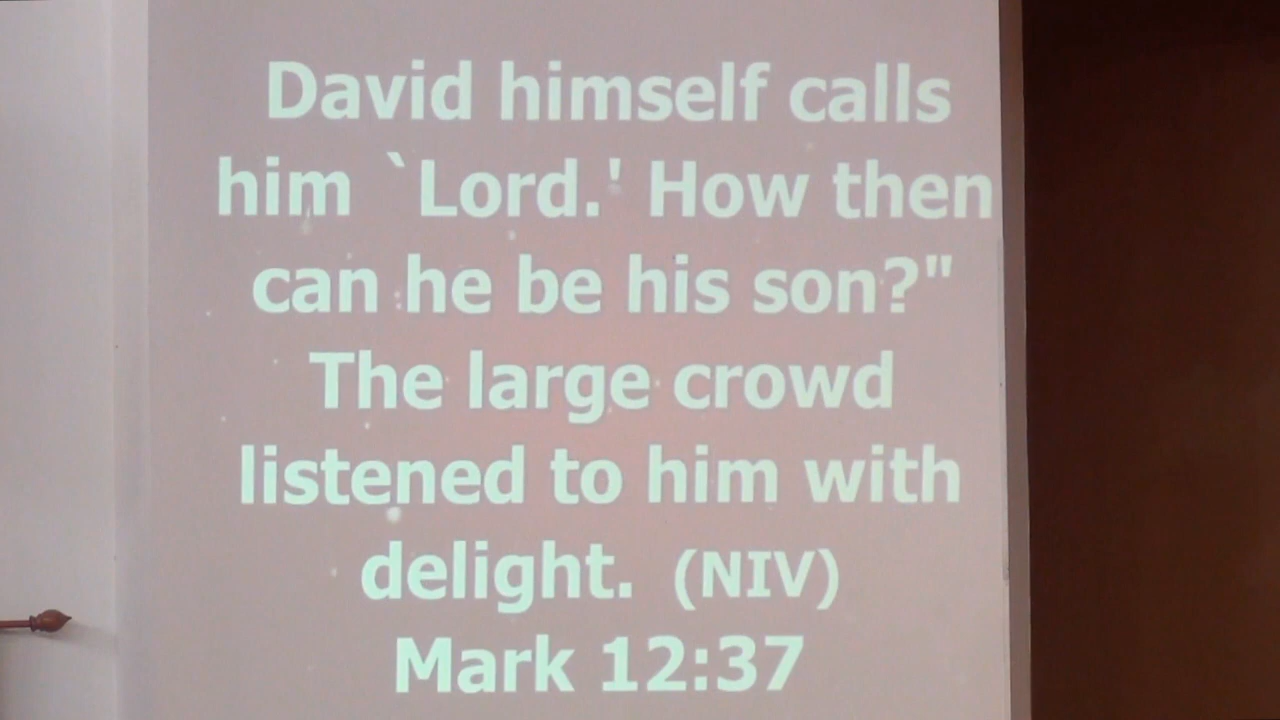 David himself calls
him `Lord.' How then
can he be his son?"
The large crowd
listened to him with
delight. (NIV)
Mark 12:37